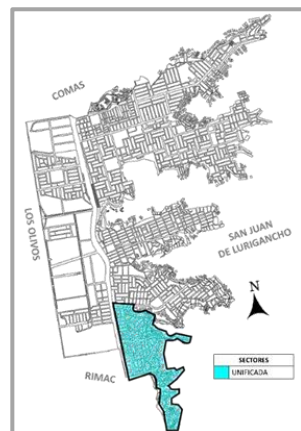 COMAS
LOS OLIVOS
SAN JUAN
DE LURIGANCHO
N
RIMAC
SECTORES
UNIFICADA